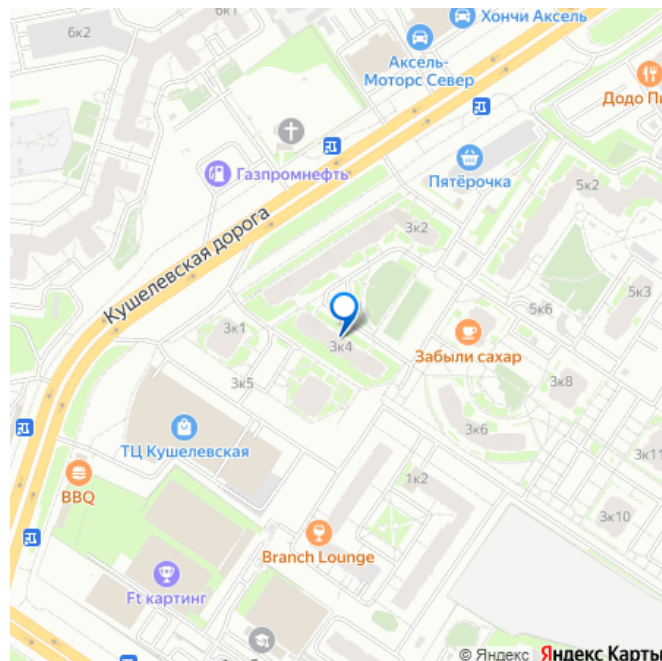 6к1
Хончи Аксель
6к2
Аксель-
Моторс Север
Додо Пи
Газпромнефть
Пятёрочка
5к2
Кушелевская дорога
3к2
5к3
3к1
5к6
3к4
Забыли сахар
3к5
3к8
ТЦ Кушелевская
3к6
3к11
BBQ
1к2
3к10
Branch Lounge
Ft картинг
© Яндекс Яндекс Карты